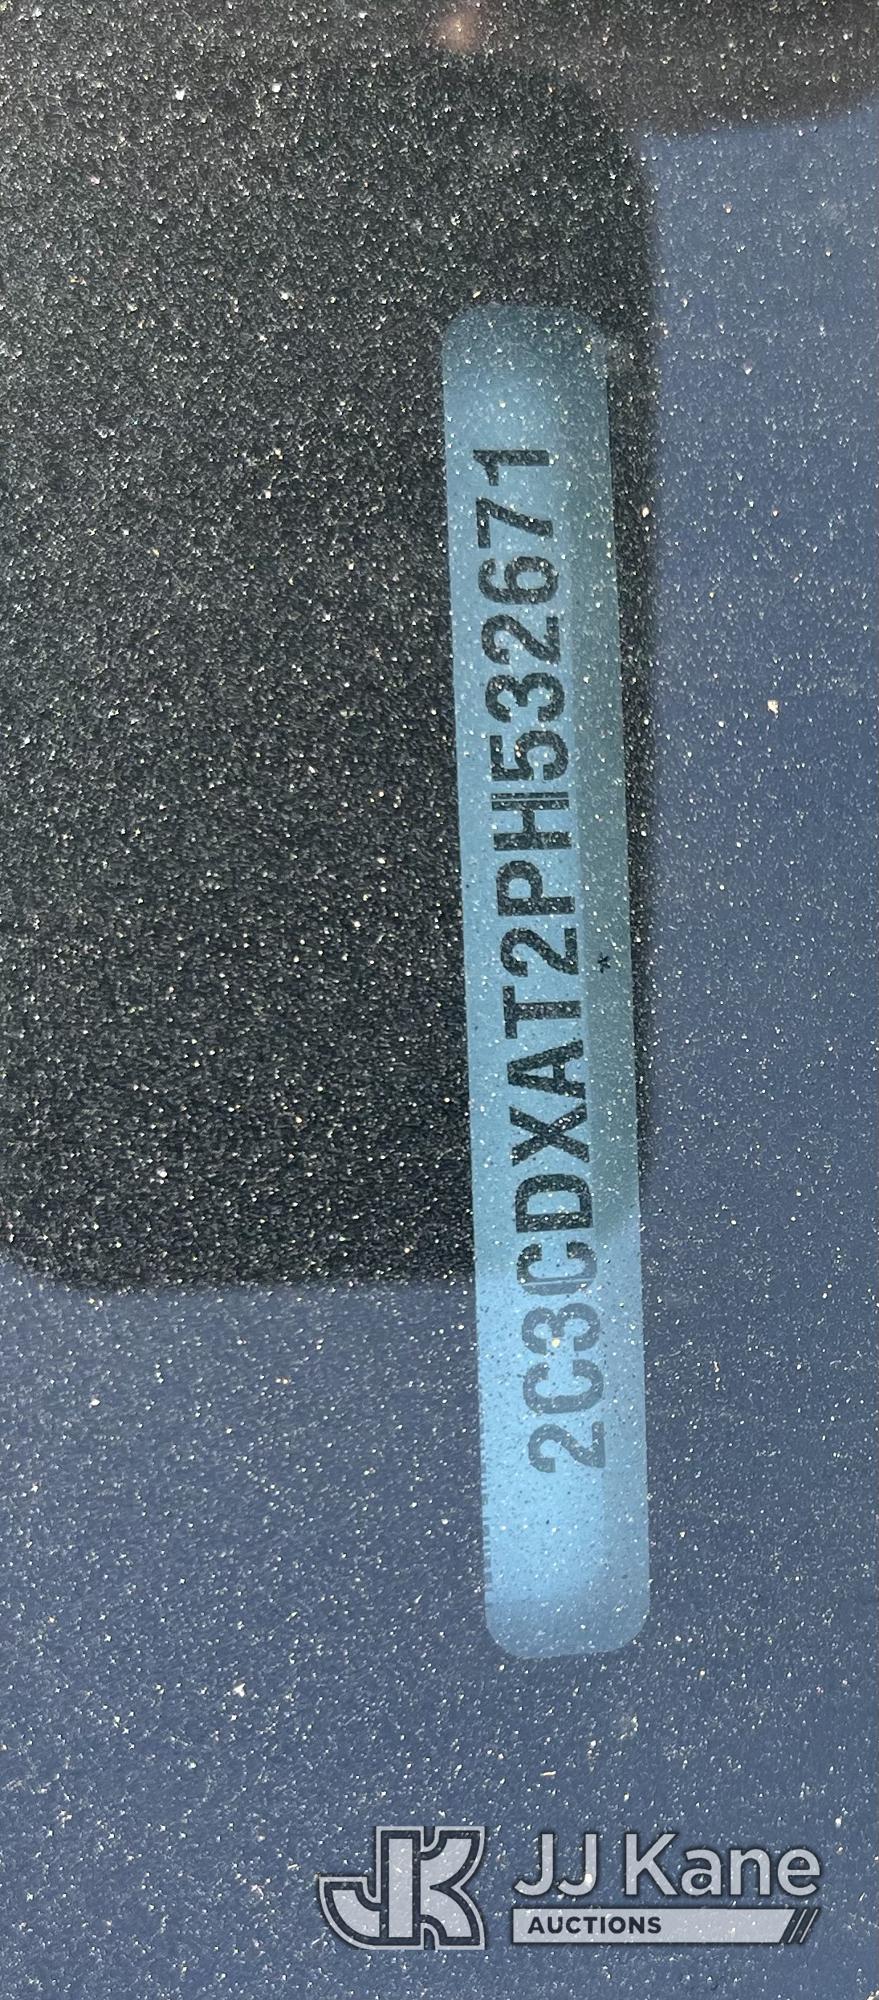 2C3CDXAT2PH532671
*
JJ Kane
AUCTIONS